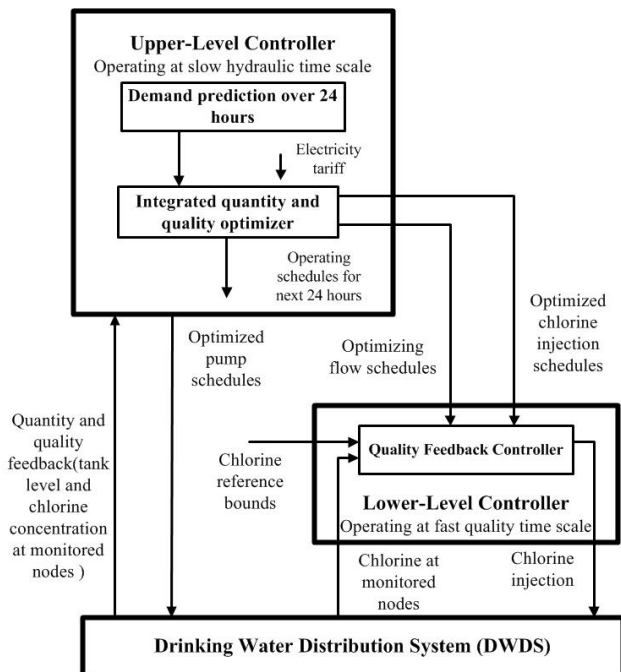 Upper-Level Controller
Operating at slow hydraulic time scale
Demand prediction over 24
hours
Electricity
tariff
Integrated quantity and
quality optimizer
Operating
schedules for
next 24 hours
Optimized
pump
schedules
Optimizing
flow schedules
Optimized
chlorine
injection
schedules
Quantity and
quality
feedback(tank
level and
chlorine
concentration
at monitored
nodes )
Chlorine
reference
bounds
Quality Feedback Controller
Lower-Level Controller
Operating at fast quality time scale
Chlorine at
monitored
nodes
Chlorine
injection
Drinking Water Distribution System (DWDS)